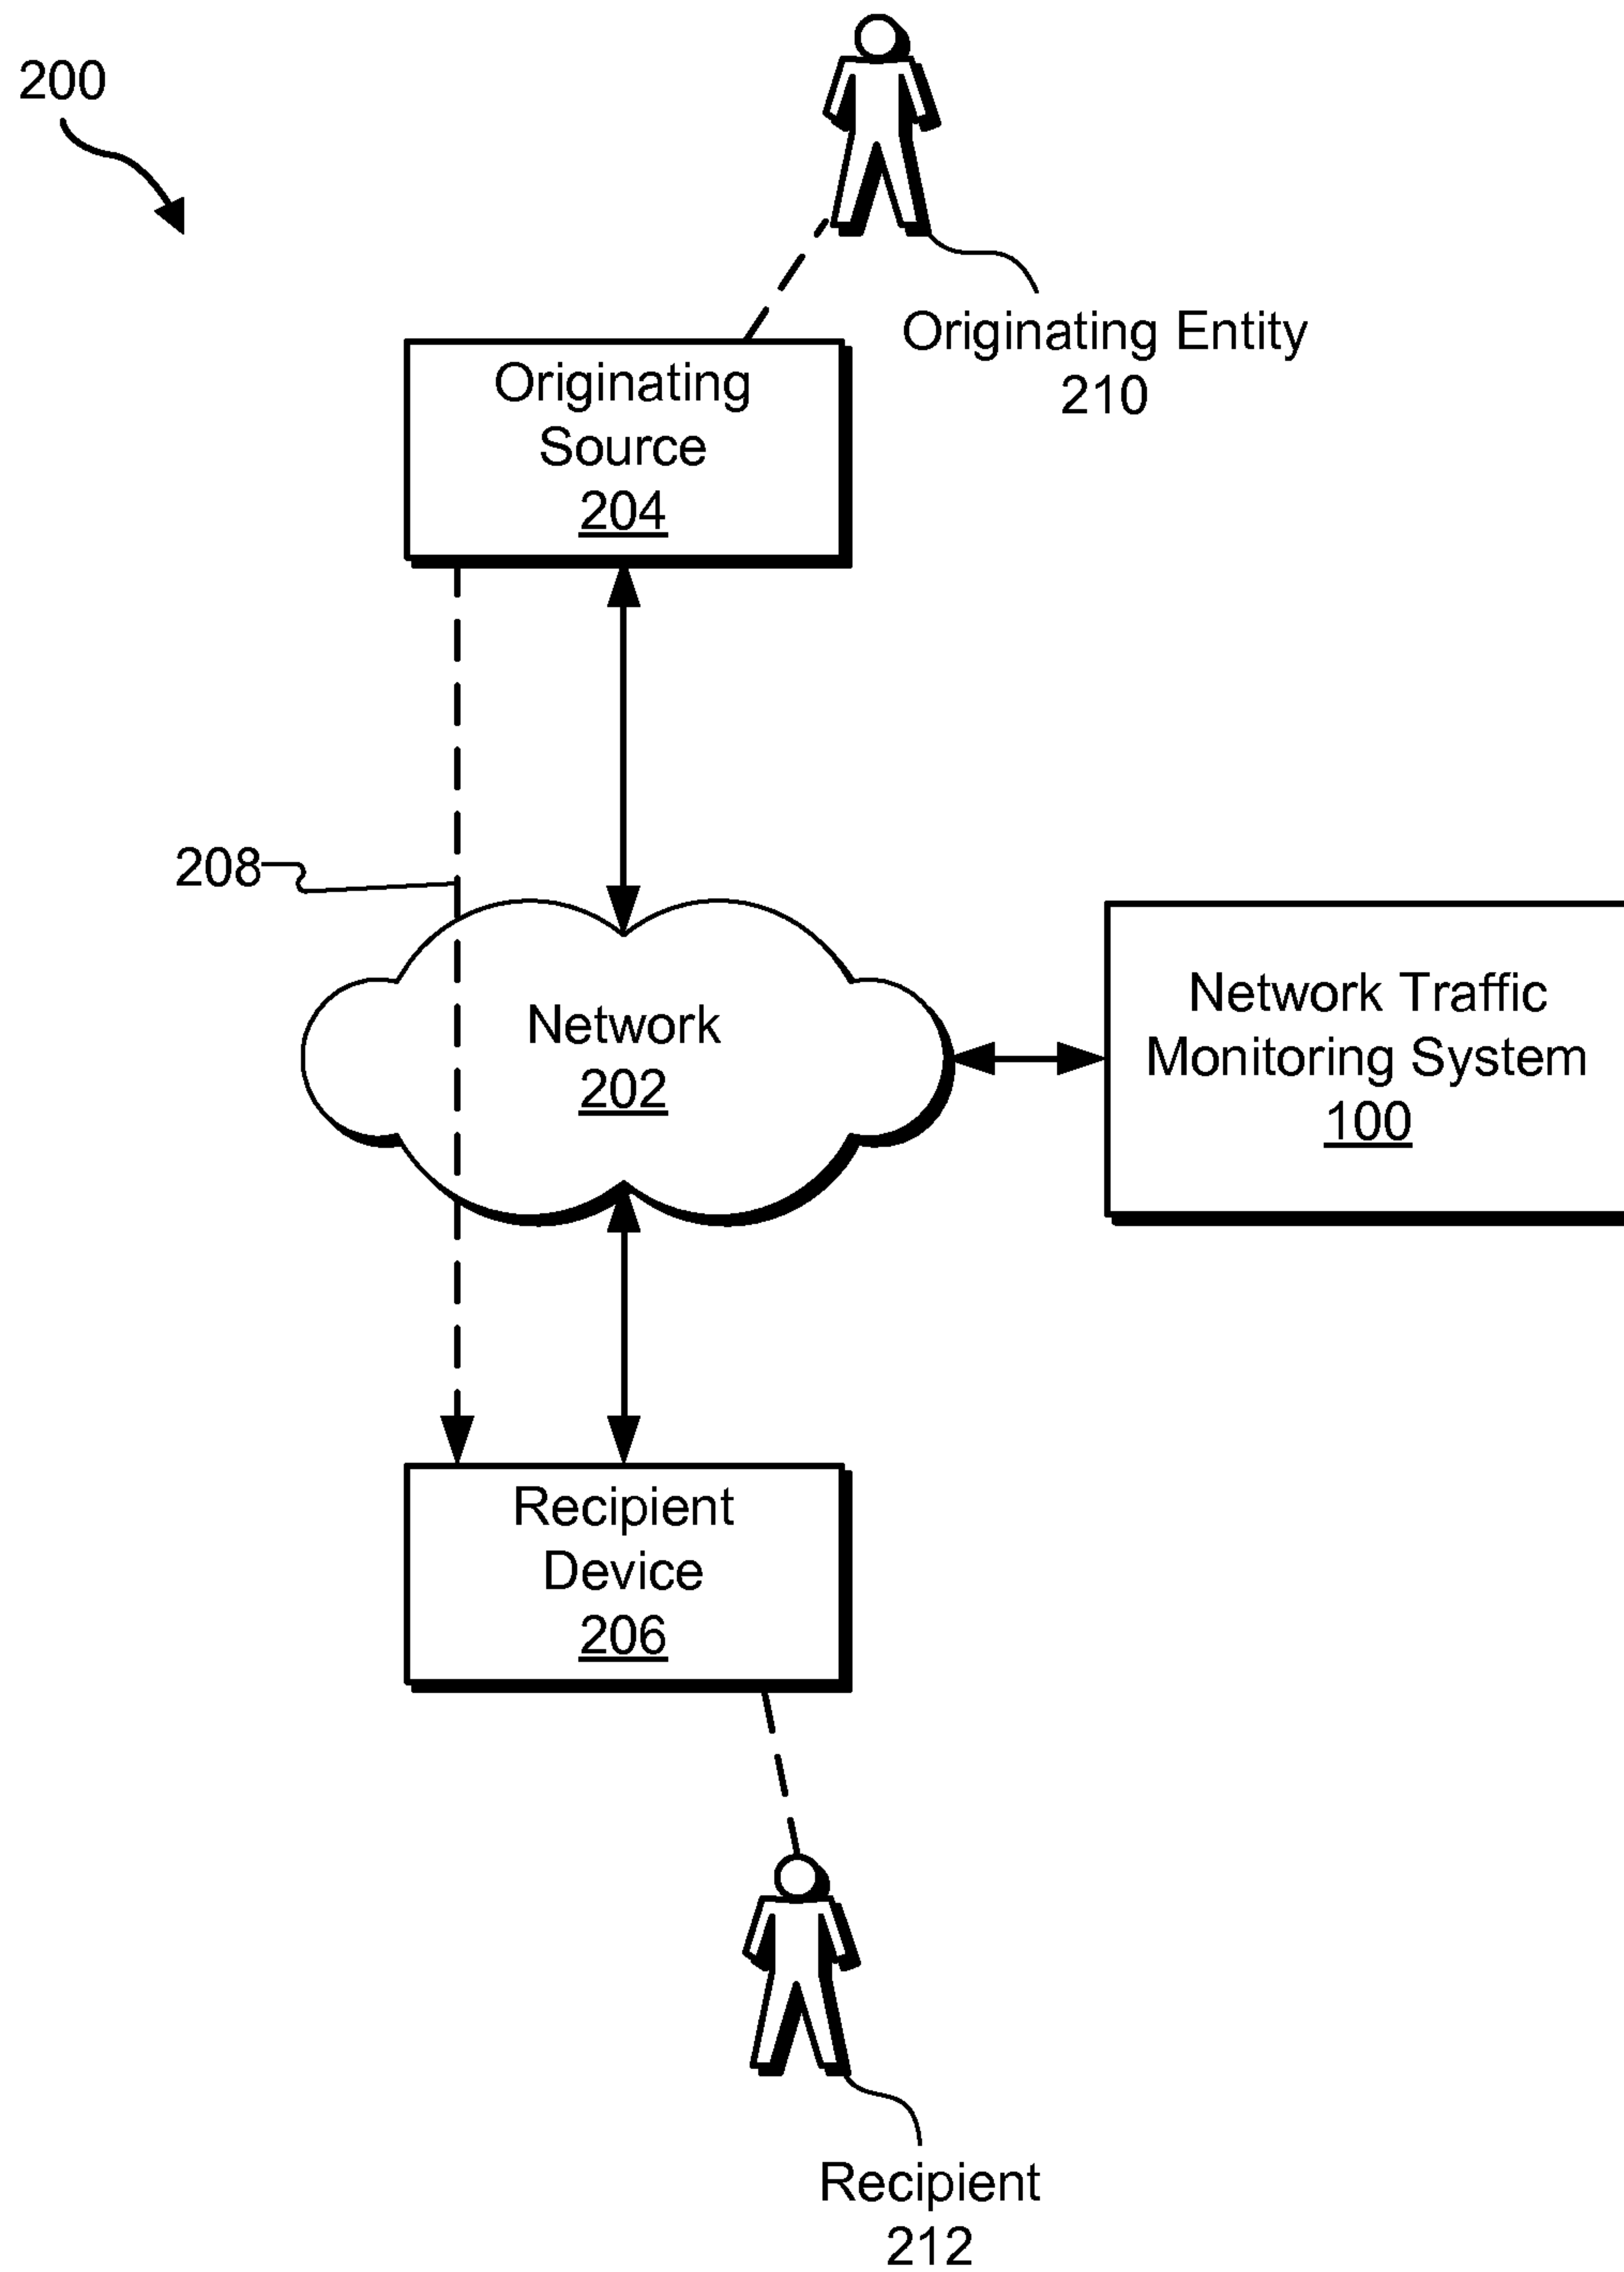 200
Originating Entity
210
Originating
Source
204
208
Network
202
Network Traffic
Monitoring System
100
Recipient
Device
206
Recipient
212